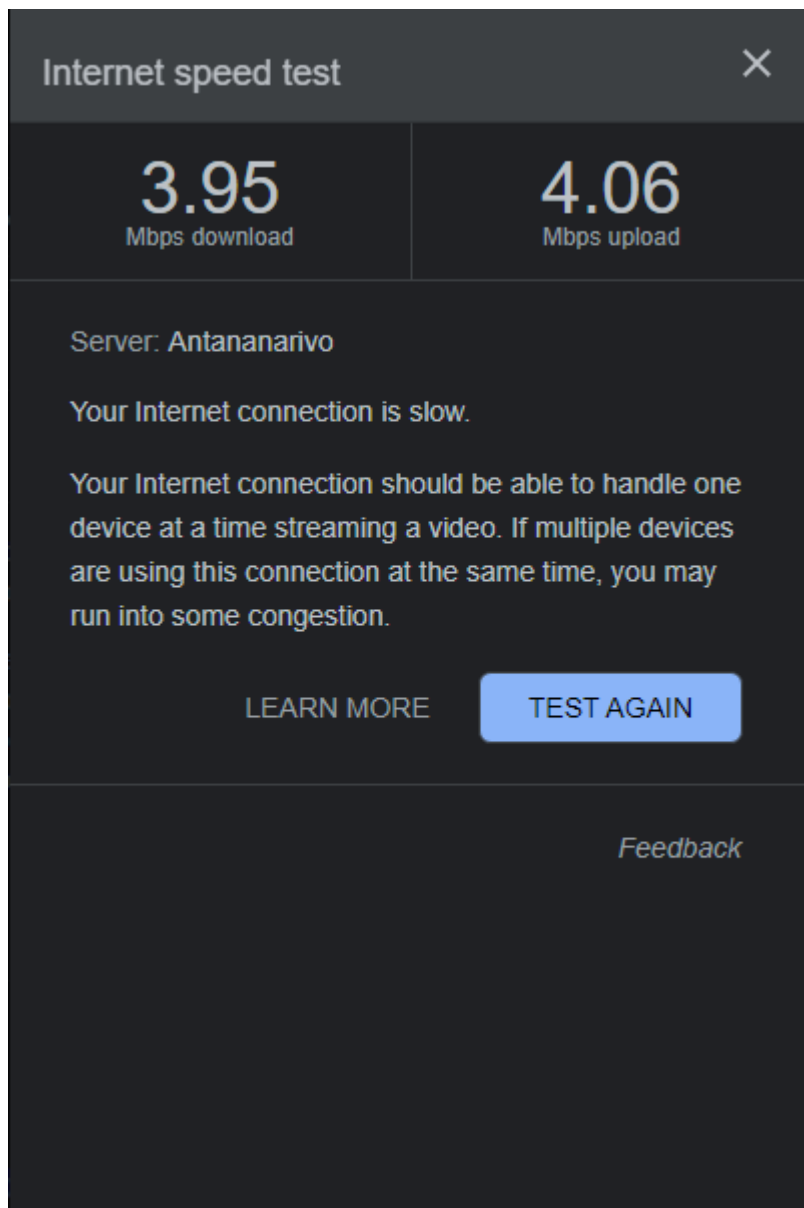 Internet speed test
3.95
Mbps download
4.06
Mbps upload
Server: Antananarivo
Your Internet connection is slow.
Your Internet connection should be able to handle one
device at a time streaming a video. If multiple devices
are using this connection at the same time, you may
run into some congestion.
LEARN MORE
TEST AGAIN
Feedback